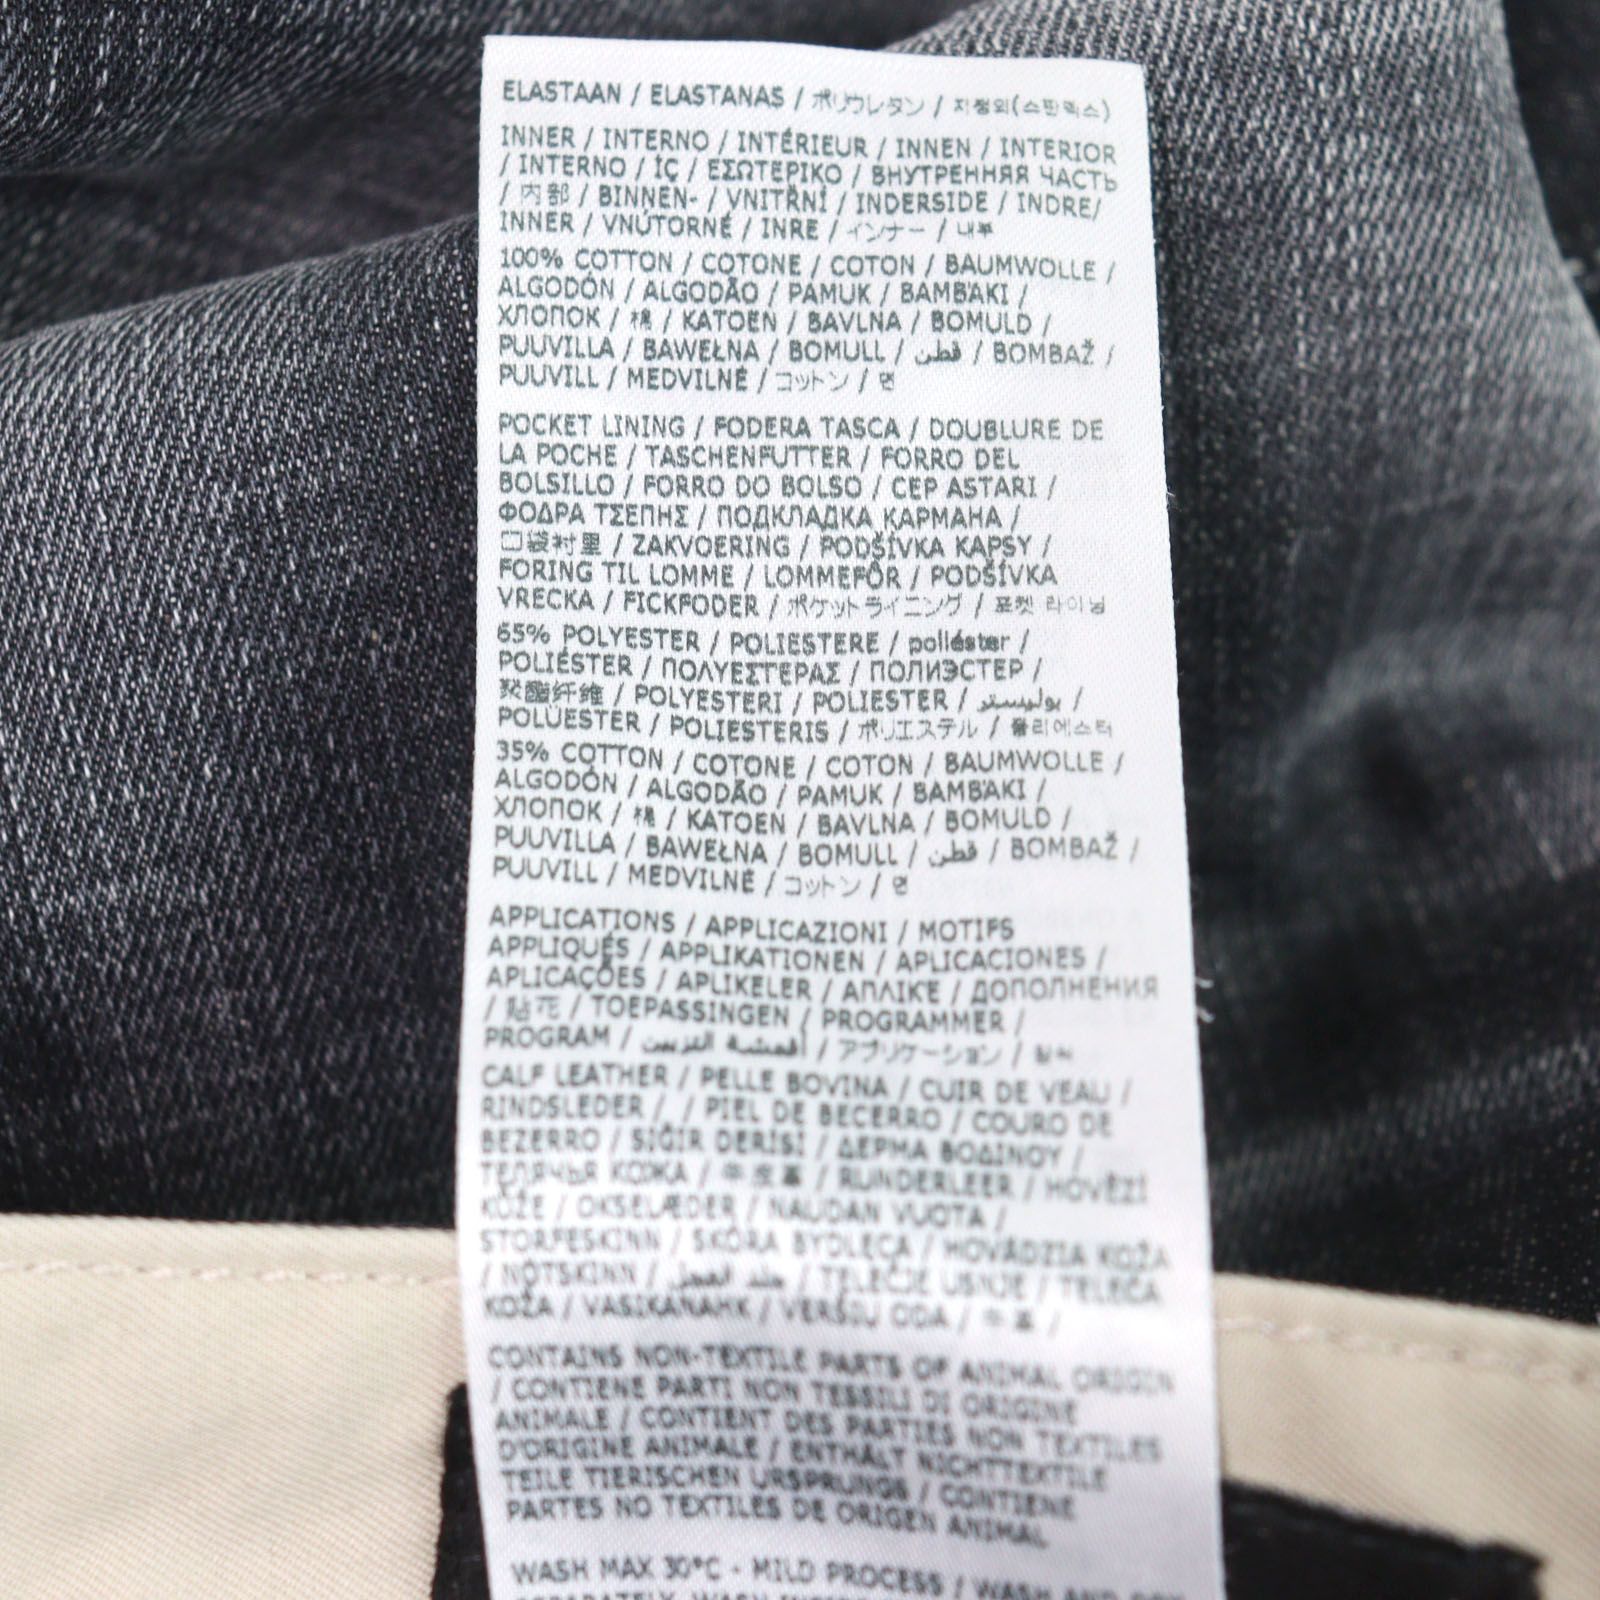 ELASTAAN / ELASTANAS / ポリウレタン / 지정외(스판덱스)
INNER / INTERNO / INTÉRIEUR / INNEN / INTERIOR
/ INTERNO / İÇ / ΕΣΩΤΕΡΙΚΟ / ВНУТРЕННЯЯ ЧАСТЬ
/ 内部 / BINNEN- / VNITŘNÍ / INDERSIDE / INDRE/
INNER / VNÚTORNÉ / INRE / インナー / 내부
100% COTTON / COTONE / COTON / BAUMWOLLE /
ALGODÓN / ALGODÃO / PAMUK / ΒΑΜΒΆΚΙ /
ХЛОПОК / 棉 / KATOEN / BAVLNA / BOMULD /
PUUVILLA / BAWEŁNA / BOMULL / قطن / BOMBAŽ /
PUUVILL / MEDVILNĖ / コットン / 면
POCKET LINING / FODERA TASCA / DOUBLURE DE
LA POCHE / TASCHENFUTTER / FORRO DEL
BOLSILLO / FORRO DO BOLSO / CEP ASTARI /
ΦΟΔΡΑ ΤΣΕΠΗΣ / ПОДКЛАДКА КАРМАНА /
口袋衬里 / ZAKVOERING / PODŠÍVKA KAPSY /
FORING TIL LOMME / LOMMEFÔR / PODŠÍVKA
VRECKA / FICKFODER / ポケットライニング / 포켓 라이닝
65% POLYESTER / POLIESTERE / poliéster /
POLIÉSTER / ΠΟΛΥΕΣΤΕΡΑΣ / ПОЛИЭСТЕР /
聚酯纤维 / POLYESTERI / POLIESTER / بوليستر /
POLÜESTER / POLIESTERIS / ポリエステル / 폴리에스터
35% COTTON / COTONE / COTON / BAUMWOLLE /
ALGODÓN / ALGODÃO / PAMUK / ΒΑΜΒΆΚΙ /
ХЛОПОК / 棉 / KATOEN / BAVLNA / BOMULD /
PUUVILLA / BAWEŁNA / BOMULL / قطن / BOMBAŽ /
PUUVILL / MEDVILNĖ / コットン / 면
APPLICATIONS / APPLICAZIONI / MOTIFS
APPLIQUÉS / APPLIKATIONEN / APLICACIONES /
APLICAÇÕES / APLIKELER / ΑΠΛΙΚΈ / ДОПОЛНЕНИЯ
/ 贴花 / TOEPASSINGEN / PROGRAMMER /
PROGRAM / أقمشة التزيين / アプリケーション / 장식
CALF LEATHER / PELLE BOVINA / CUIR DE VEAU /
RINDSLEDER / / PIEL DE BECERRO / COURO DE
BEZERRO / SIĞIR DERİSİ / ΔΕΡΜΑ ΒΟΔΙΝΟΥ /
ТЕЛЯЧЬЯ КОЖА / 牛皮革 / RUNDERLEER / HOVĚZÍ
KŮŽE / OKSELÆDER / NAUDAN VUOTA /
STORFESKINN / SKÓRA BYDLĘCA / HOVÄDZIA KOŽA
/ NÖTSKINN / جلد العجل / TELEČJE USNJE / TELEĆA
KOŽA / VASIKANAHK / VERŠIŲ ODA / 牛革 /
CONTAINS NON-TEXTILE PARTS OF ANIMAL ORIGIN
/ CONTIENE PARTI NON TESSILI DI ORIGINE
ANIMALE / CONTIENT DES PARTIES NON TEXTILES
D'ORIGINE ANIMALE / ENTHÄLT NICHTTEXTILE
TEILE TIERISCHEN URSPRUNGS / CONTIENE
PARTES NO TEXTILES DE ORIGEN ANIMAL
WASH MAX 30°C - MILD PROCESS / WASH AND DRY
SEPARATELY, WASH INSIDE